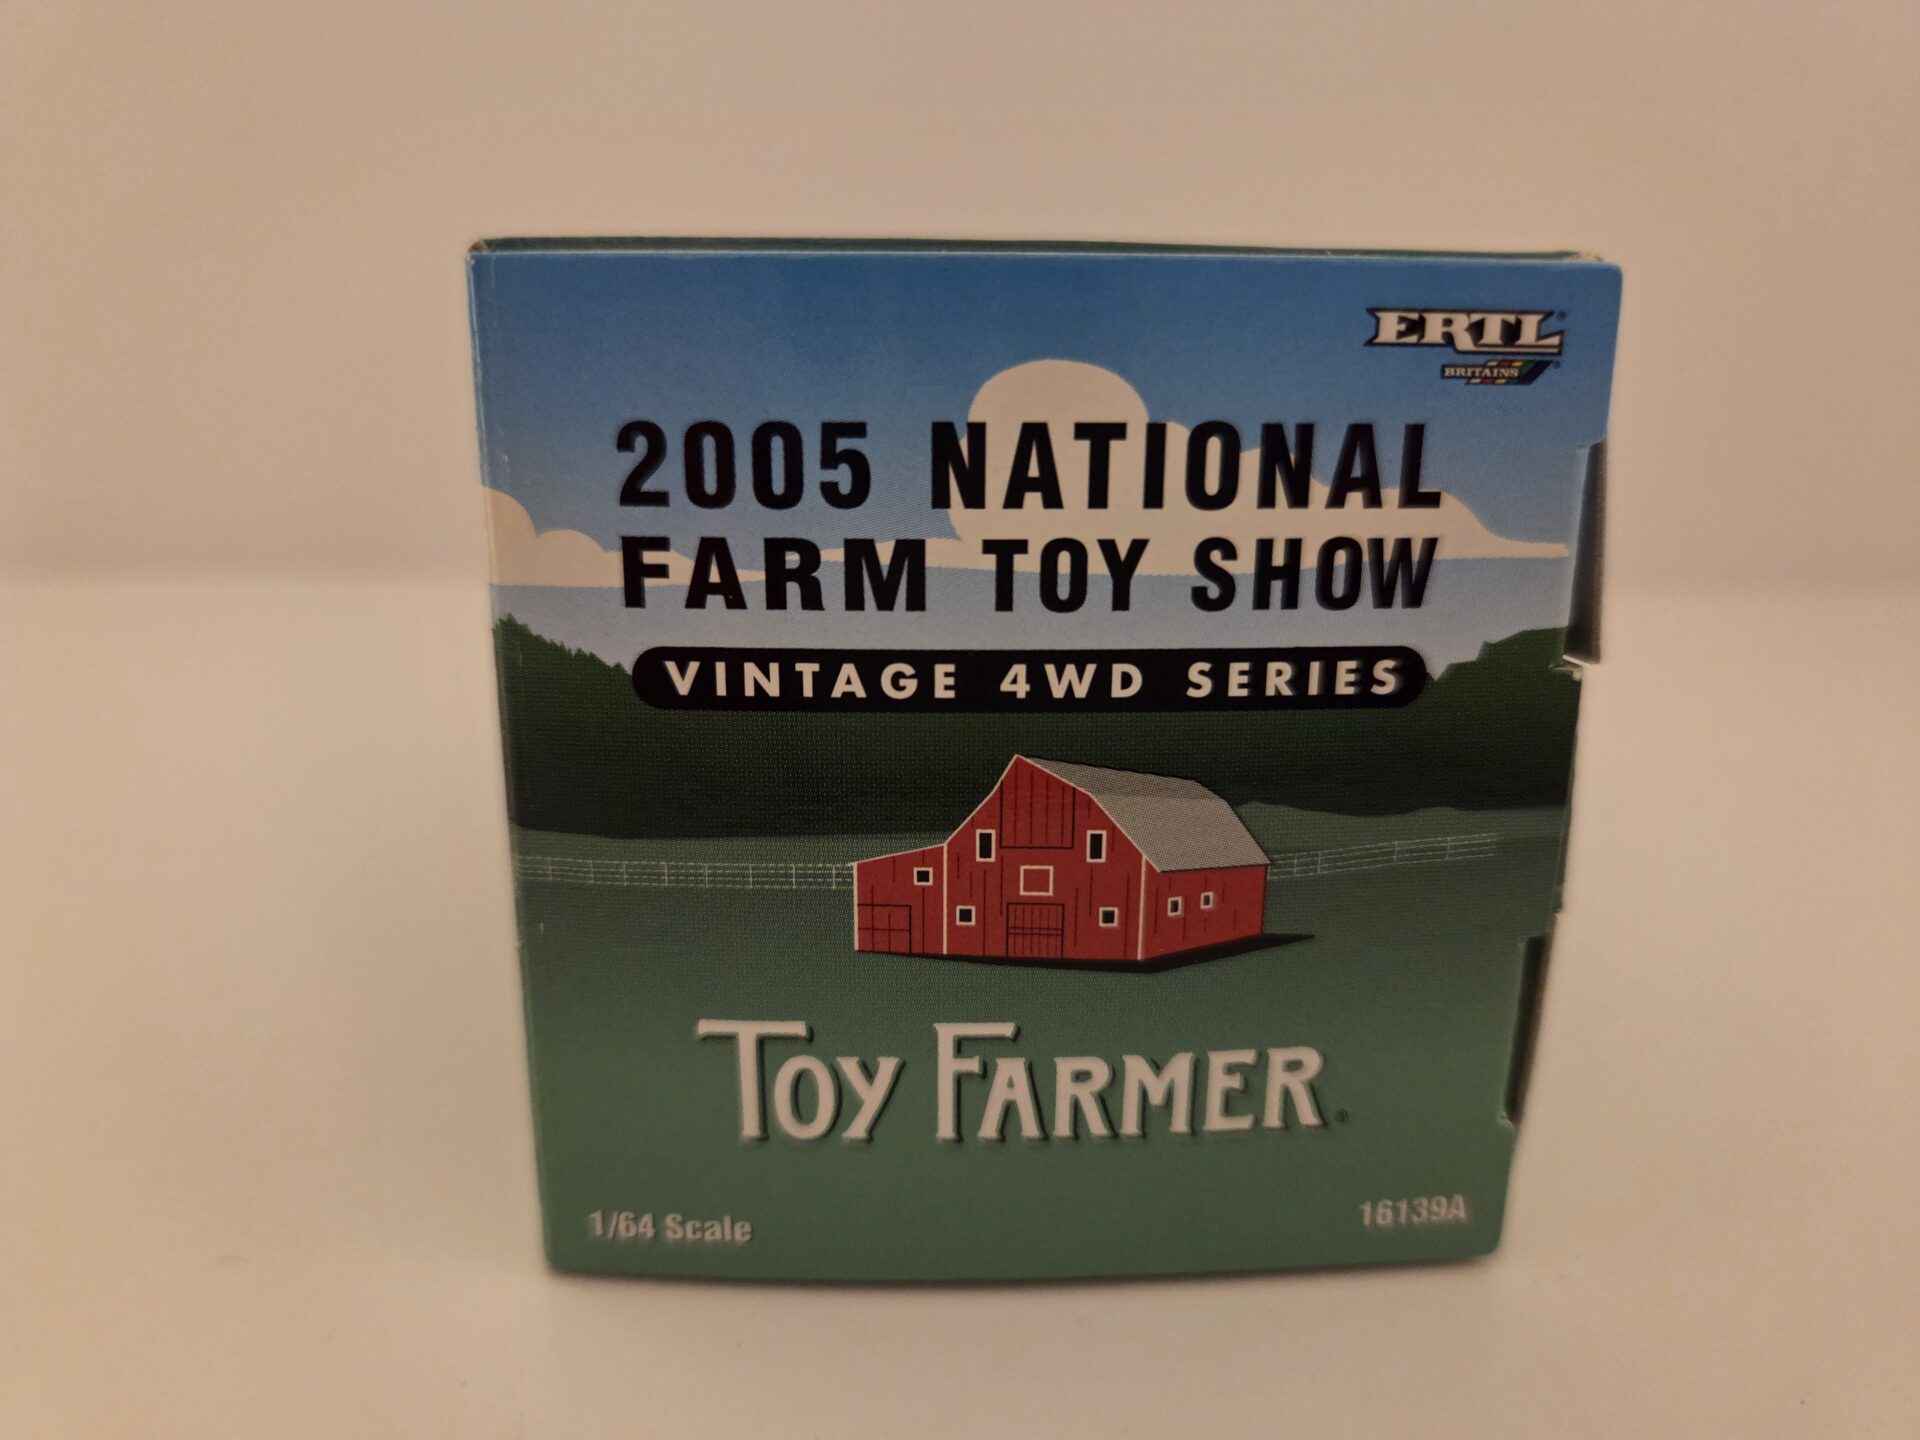 ERTL®
BRITAINS®
2005 NATIONAL
FARM TOY SHOW
VINTAGE 4WD SERIES
TOY FARMER®
1/64 Scale
16139A